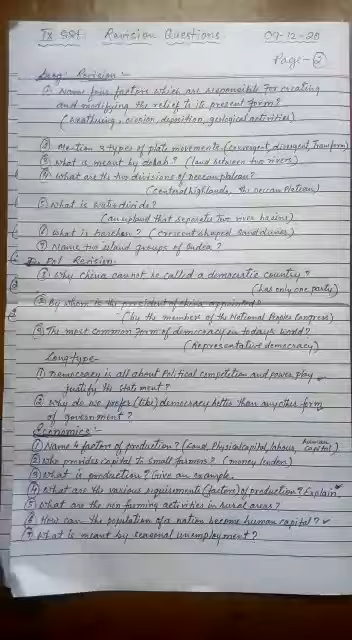 IX SSt. Revision Questions. 09-12-20
Page-②
Geog: Revision:-
① Name four factors which are responsible for creating
and modifying the relief to its present form?
(weathering, erosion, deposition, geological activities)
② Mention 3 types of plate movements. (Convergent, divergent, Transform)
③ What is meant by doab? (land between two rivers)
④ What are the two divisions of Deccan plateau?
(central highlands, the Deccan Plateau)
⑤ What is water divide?
(an upland that separates two river basins)
⑥ What is barchan? (crescent shaped sand dunes)
⑦ Name two island groups of India?
Pol Revision.
① Why China cannot be called a democratic country?
(has only one party)
② By whom is the president of china appointed?
(by the members of the National Peoples Congress)
③ The most common form of democracy in today's world?
(Representative democracy)
Long type-
① Democracy is all about Political competetion and power play
justify the statement?
② Why do we prefer (like) democracy better than any other form
of government?
Economics:-
① Name 4 factors of production? (Land, Physical capital, labour, human capital)
② Who provides capital to small farmers? (money lenders)
③ What is production? Give an example.
④ What are the various requirements (factors) of production? Explain
⑤ What are the non farming activities in rural areas?
⑥ How can the population of a nation become human capital?
⑦ What is meant by seasonal unemployment?